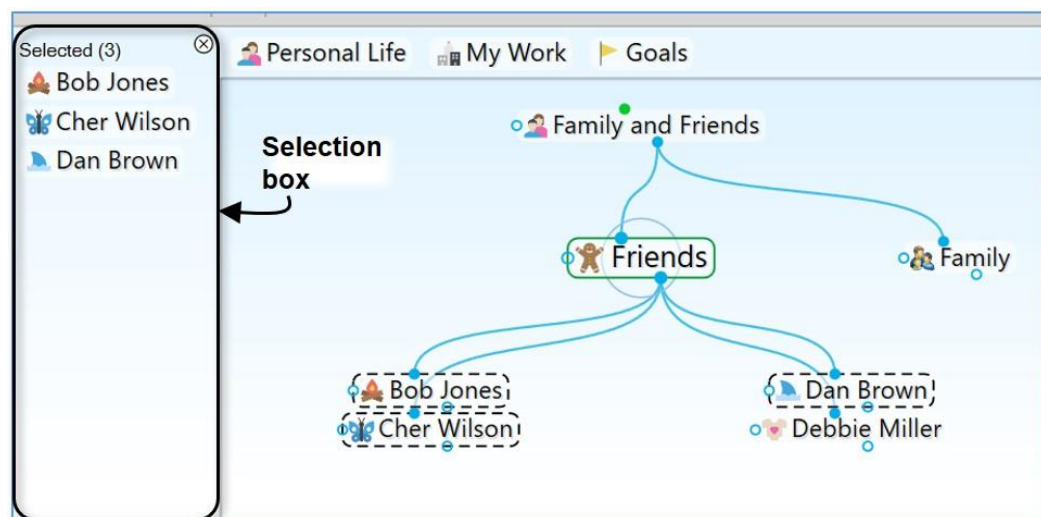 Selected (3)
Bob Jones
Cher Wilson
Dan Brown
Personal Life
My Work
Goals
Selection
box
Family and Friends
Friends
Family
Bob Jones
Cher Wilson
Dan Brown
Debbie Miller